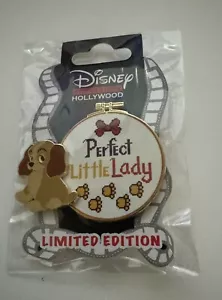 Disney
HOLLYWOOD
Perfect
Little Lady
LIMITED EDITION